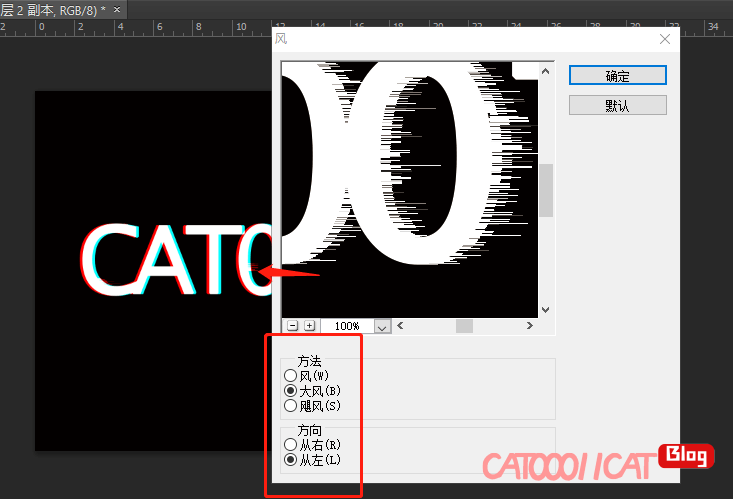 层 2 副本, RGB/8) * ×
2 0 2 4 6 8 10 12 14 16 18 20 22 24 26 28 30 32 34
风
确定
默认
100%
CAT0
方法
风(W)
大风(B)
飓风(S)
方向
从右(R)
从左(L)
CAT0001 1CAT Blog